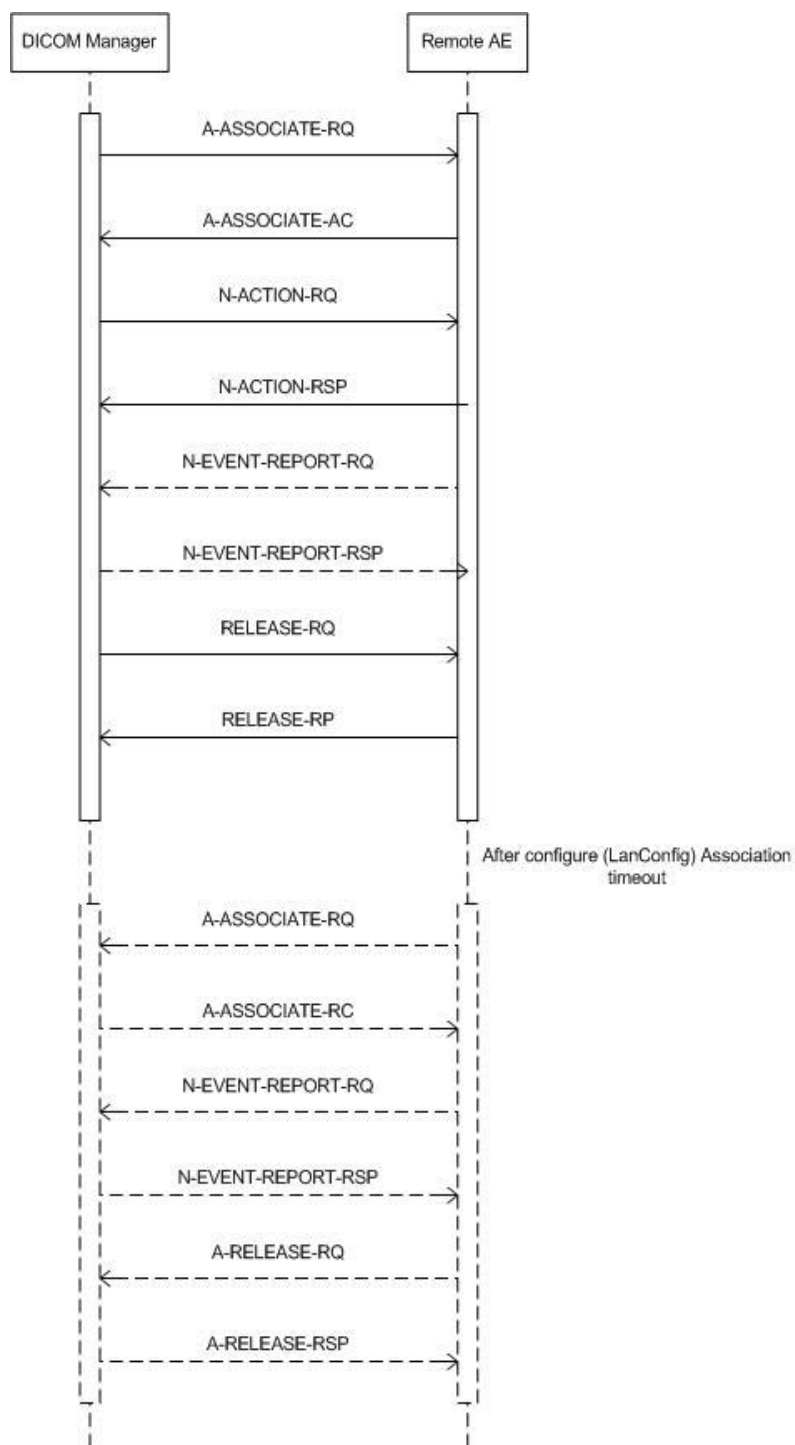 DICOM Manager
Remote AE
A-ASSOCIATE-RQ
A-ASSOCIATE-AC
N-ACTION-RQ
N-ACTION-RSP
N-EVENT-REPORT-RQ
N-EVENT-REPORT-RSP
RELEASE-RQ
RELEASE-RP
After configure (LanConfig) Association
timeout
A-ASSOCIATE-RQ
A-ASSOCIATE-RC
N-EVENT-REPORT-RQ
N-EVENT-REPORT-RSP
A-RELEASE-RQ
A-RELEASE-RSP